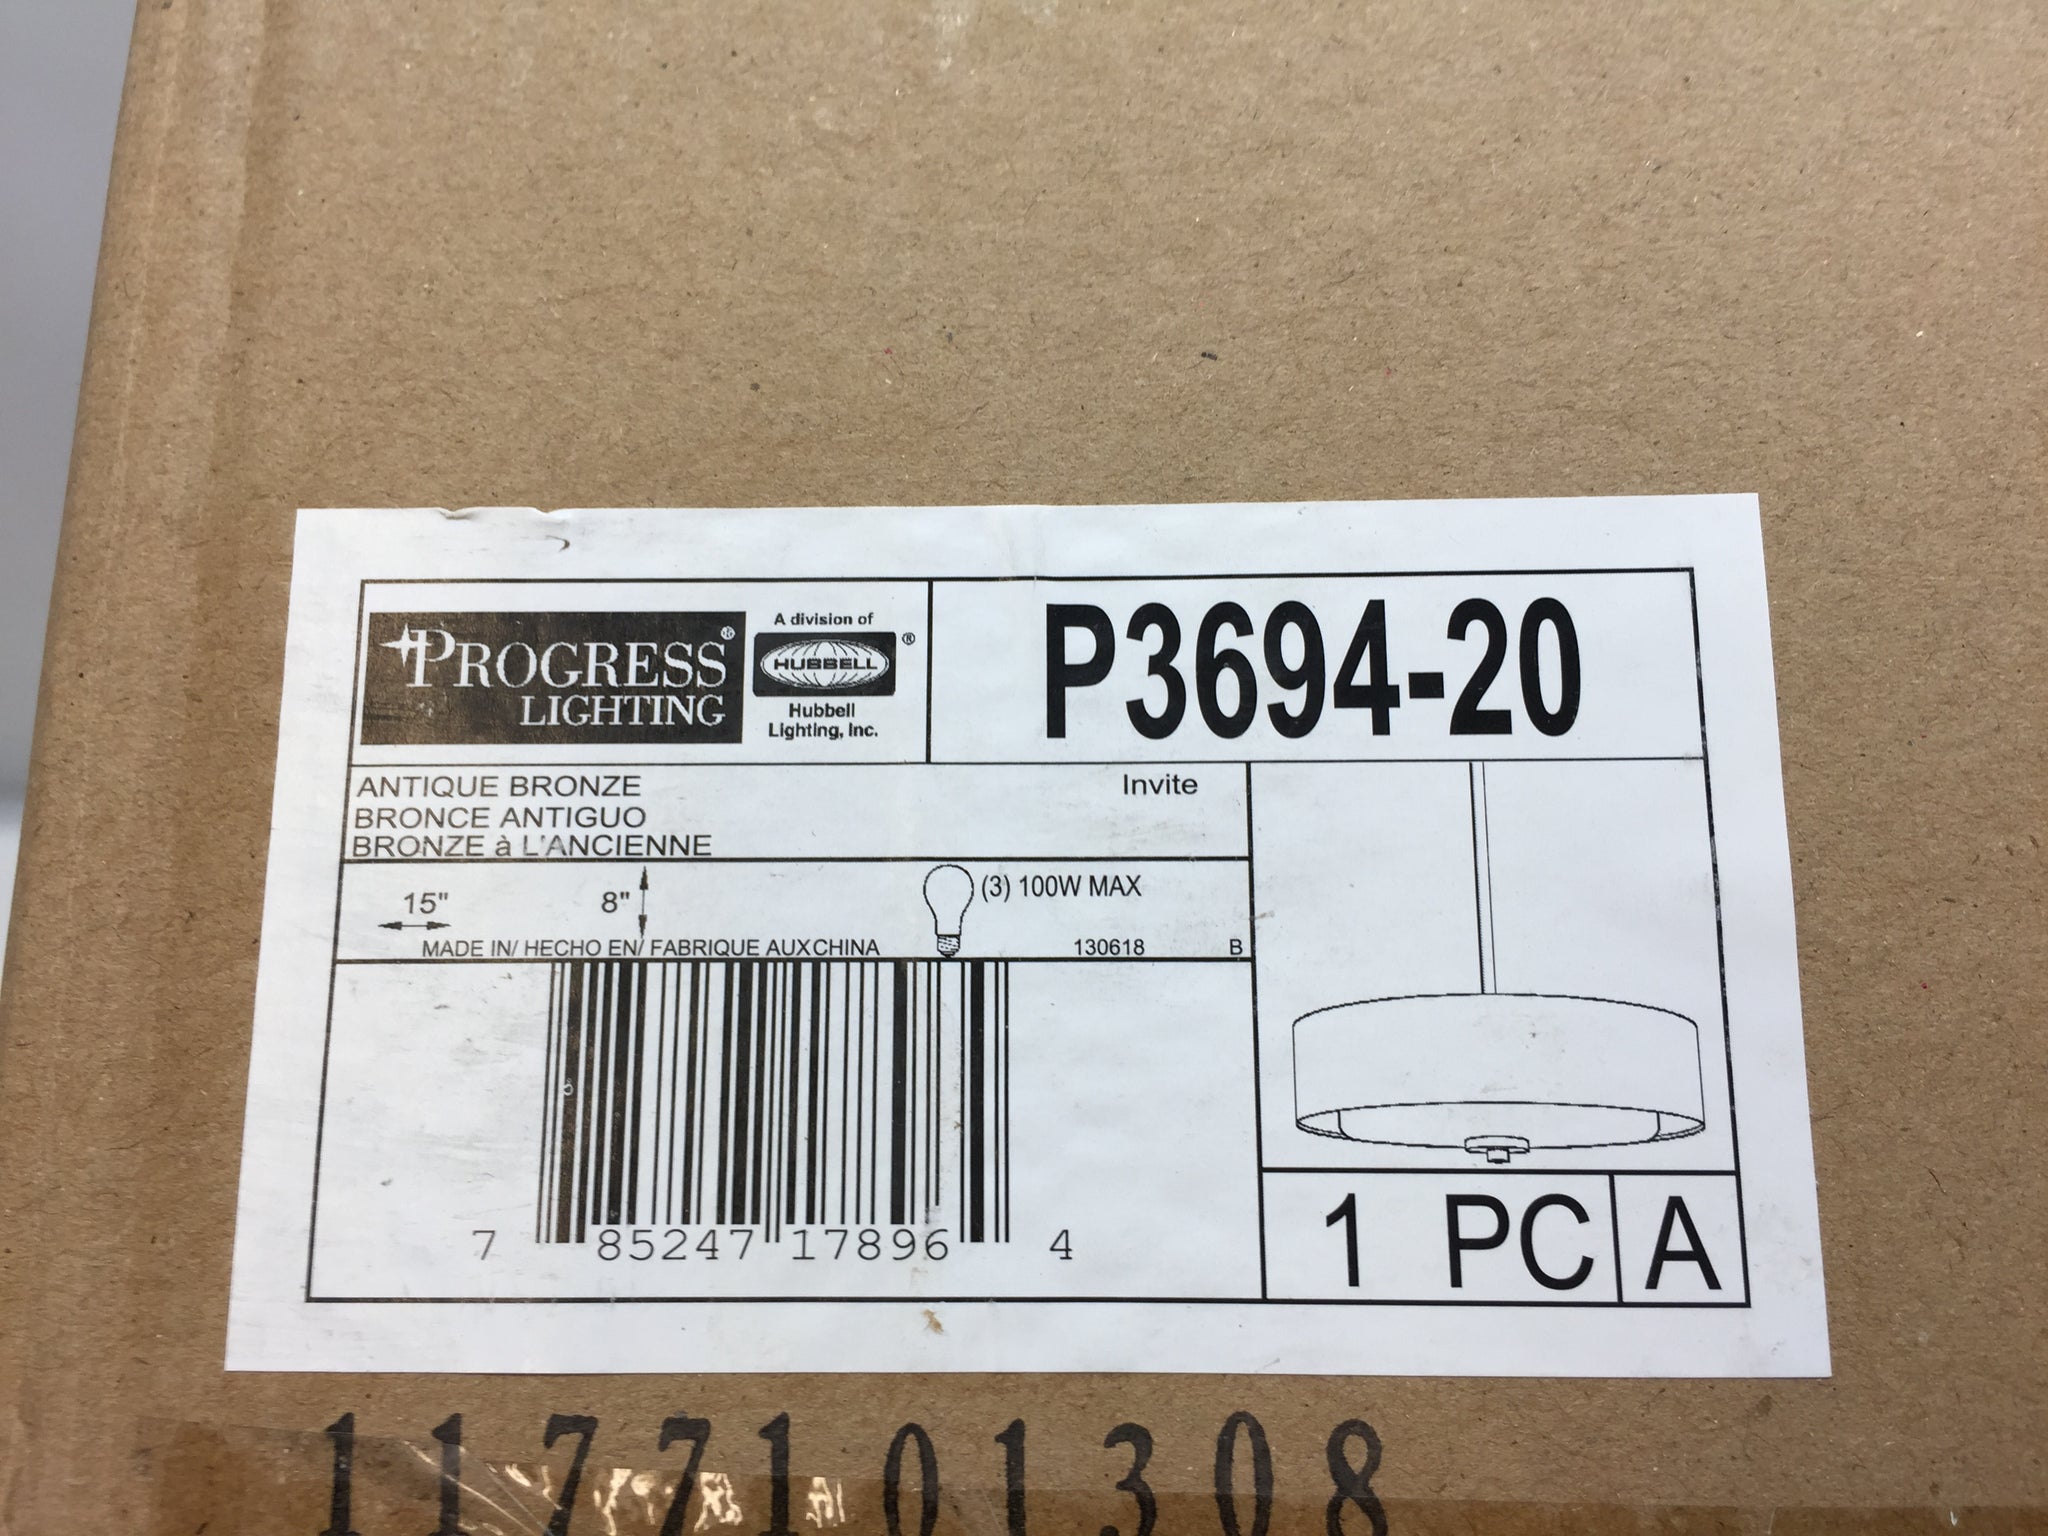 PROGRESS®
LIGHTING
A division of
HUBBELL®
Hubbell
Lighting, Inc.
P3694-20
ANTIQUE BRONZE
BRONCE ANTIGUO
BRONZE à L'ANCIENNE
Invite
15" 8" (3) 100W MAX
MADE IN/ HECHO EN/ FABRIQUE AUX CHINA 130618 B
7 85247 17896 4
1 PC A
1177101308